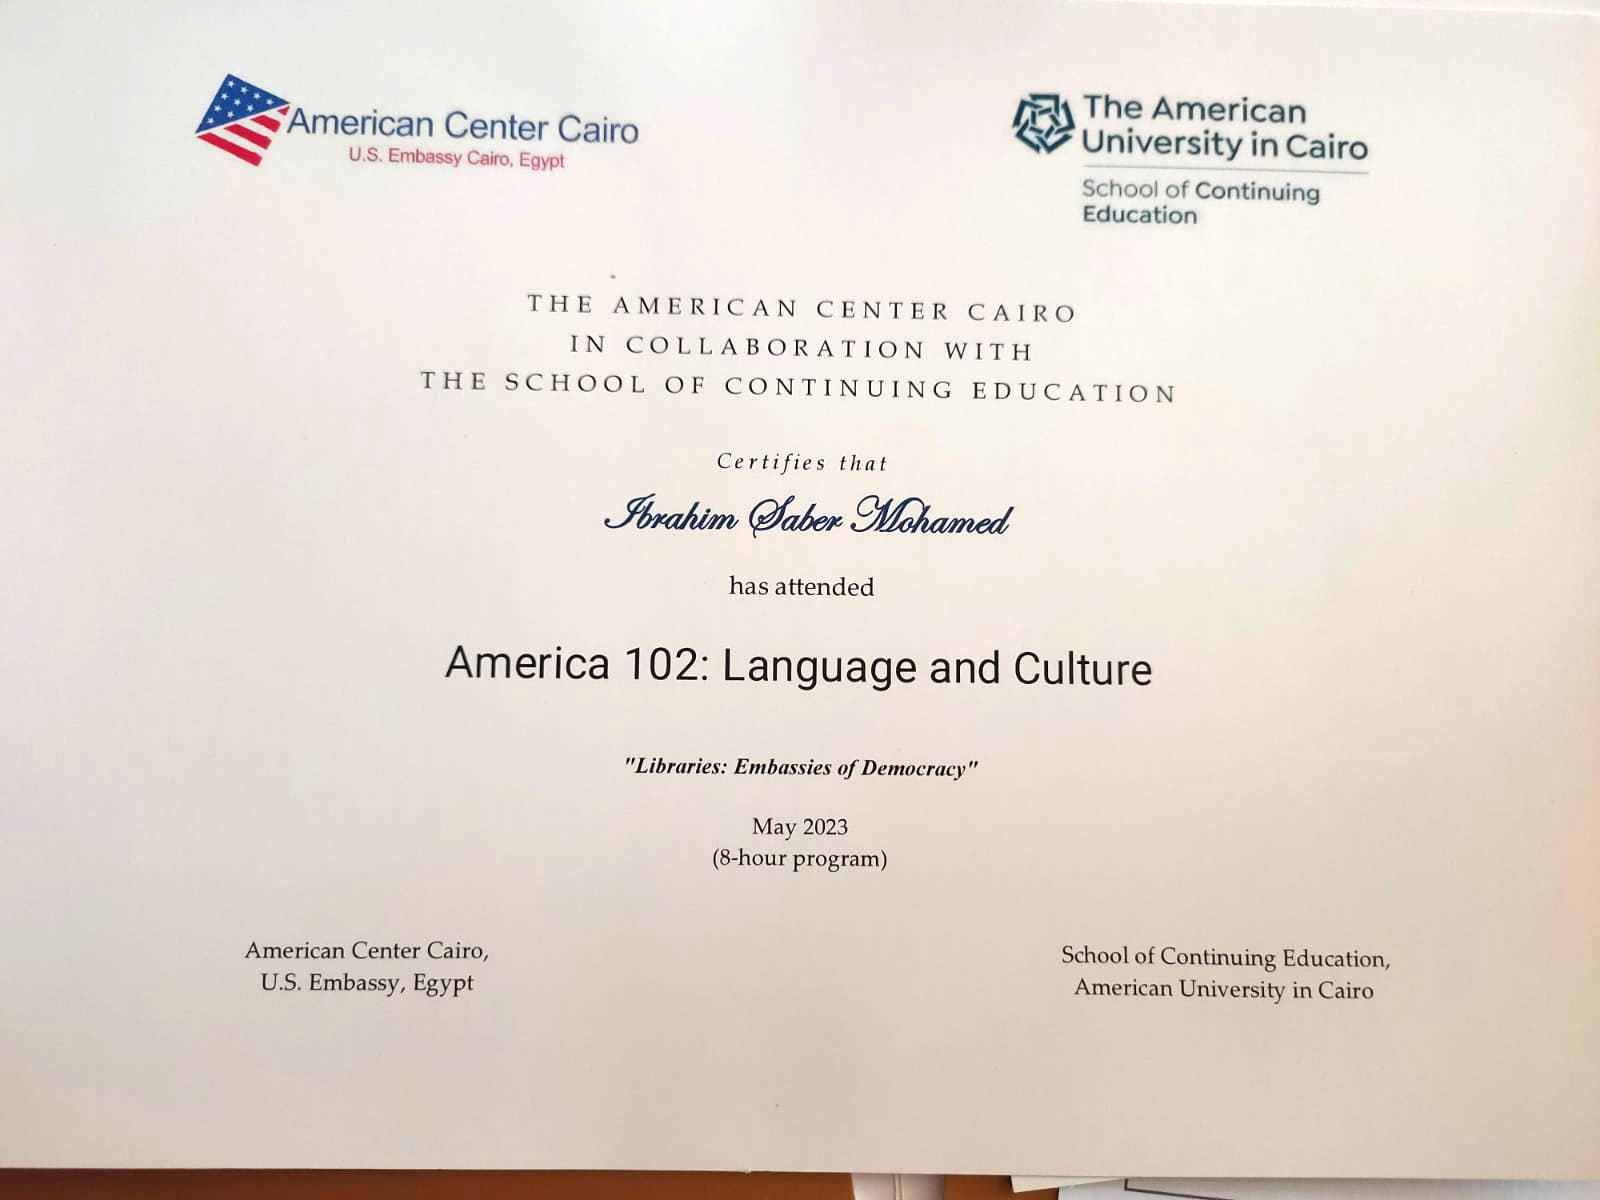 American Center Cairo
U.S. Embassy Cairo, Egypt
The American
University in Cairo
School of Continuing
Education
THE AMERICAN CENTER CAIRO
IN COLLABORATION WITH
THE SCHOOL OF CONTINUING EDUCATION
Certifies that
Ibrahim Saber Mohamed
has attended
America 102: Language and Culture
"Libraries: Embassies of Democracy"
May 2023
(8-hour program)
American Center Cairo,
U.S. Embassy, Egypt
School of Continuing Education,
American University in Cairo